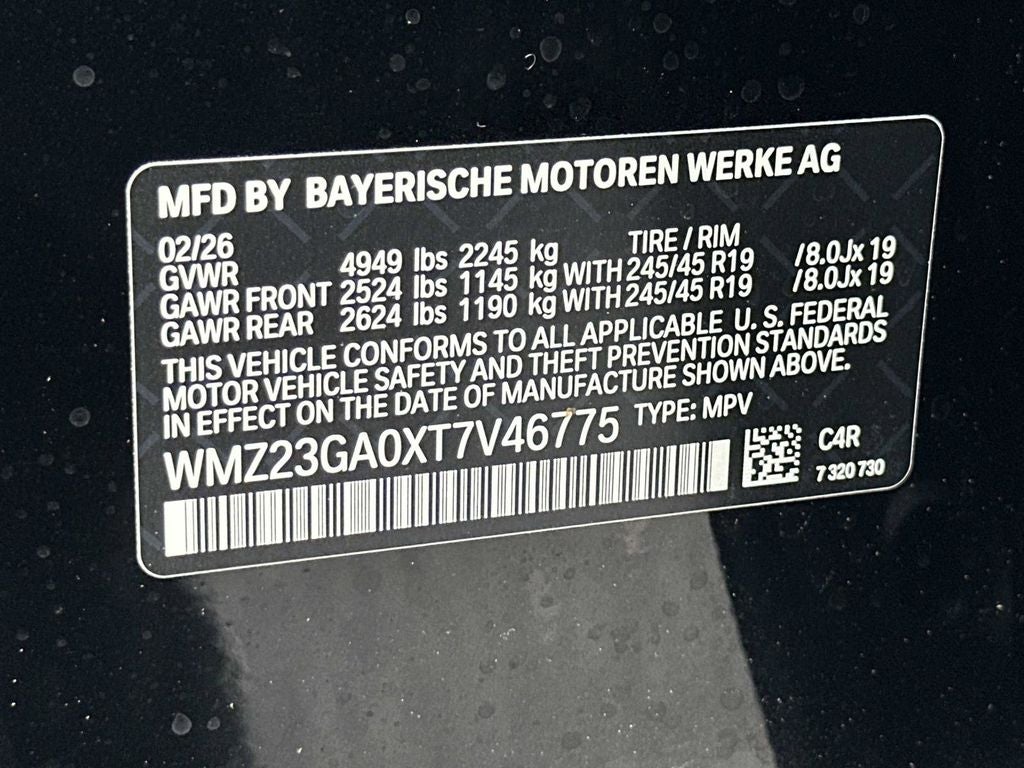 MFD BY BAYERISCHE MOTOREN WERKE AG
02/26 TIRE / RIM
GVWR 4949 lbs 2245 kg
GAWR FRONT 2524 lbs 1145 kg WITH 245/45 R19 /8.0Jx 19
GAWR REAR 2624 lbs 1190 kg WITH 245/45 R19 /8.0Jx 19
THIS VEHICLE CONFORMS TO ALL APPLICABLE U. S. FEDERAL
MOTOR VEHICLE SAFETY AND THEFT PREVENTION STANDARDS
IN EFFECT ON THE DATE OF MANUFACTURE SHOWN ABOVE.
WMZ23GA0XT7V46775 TYPE: MPV
C4R
7 320 730